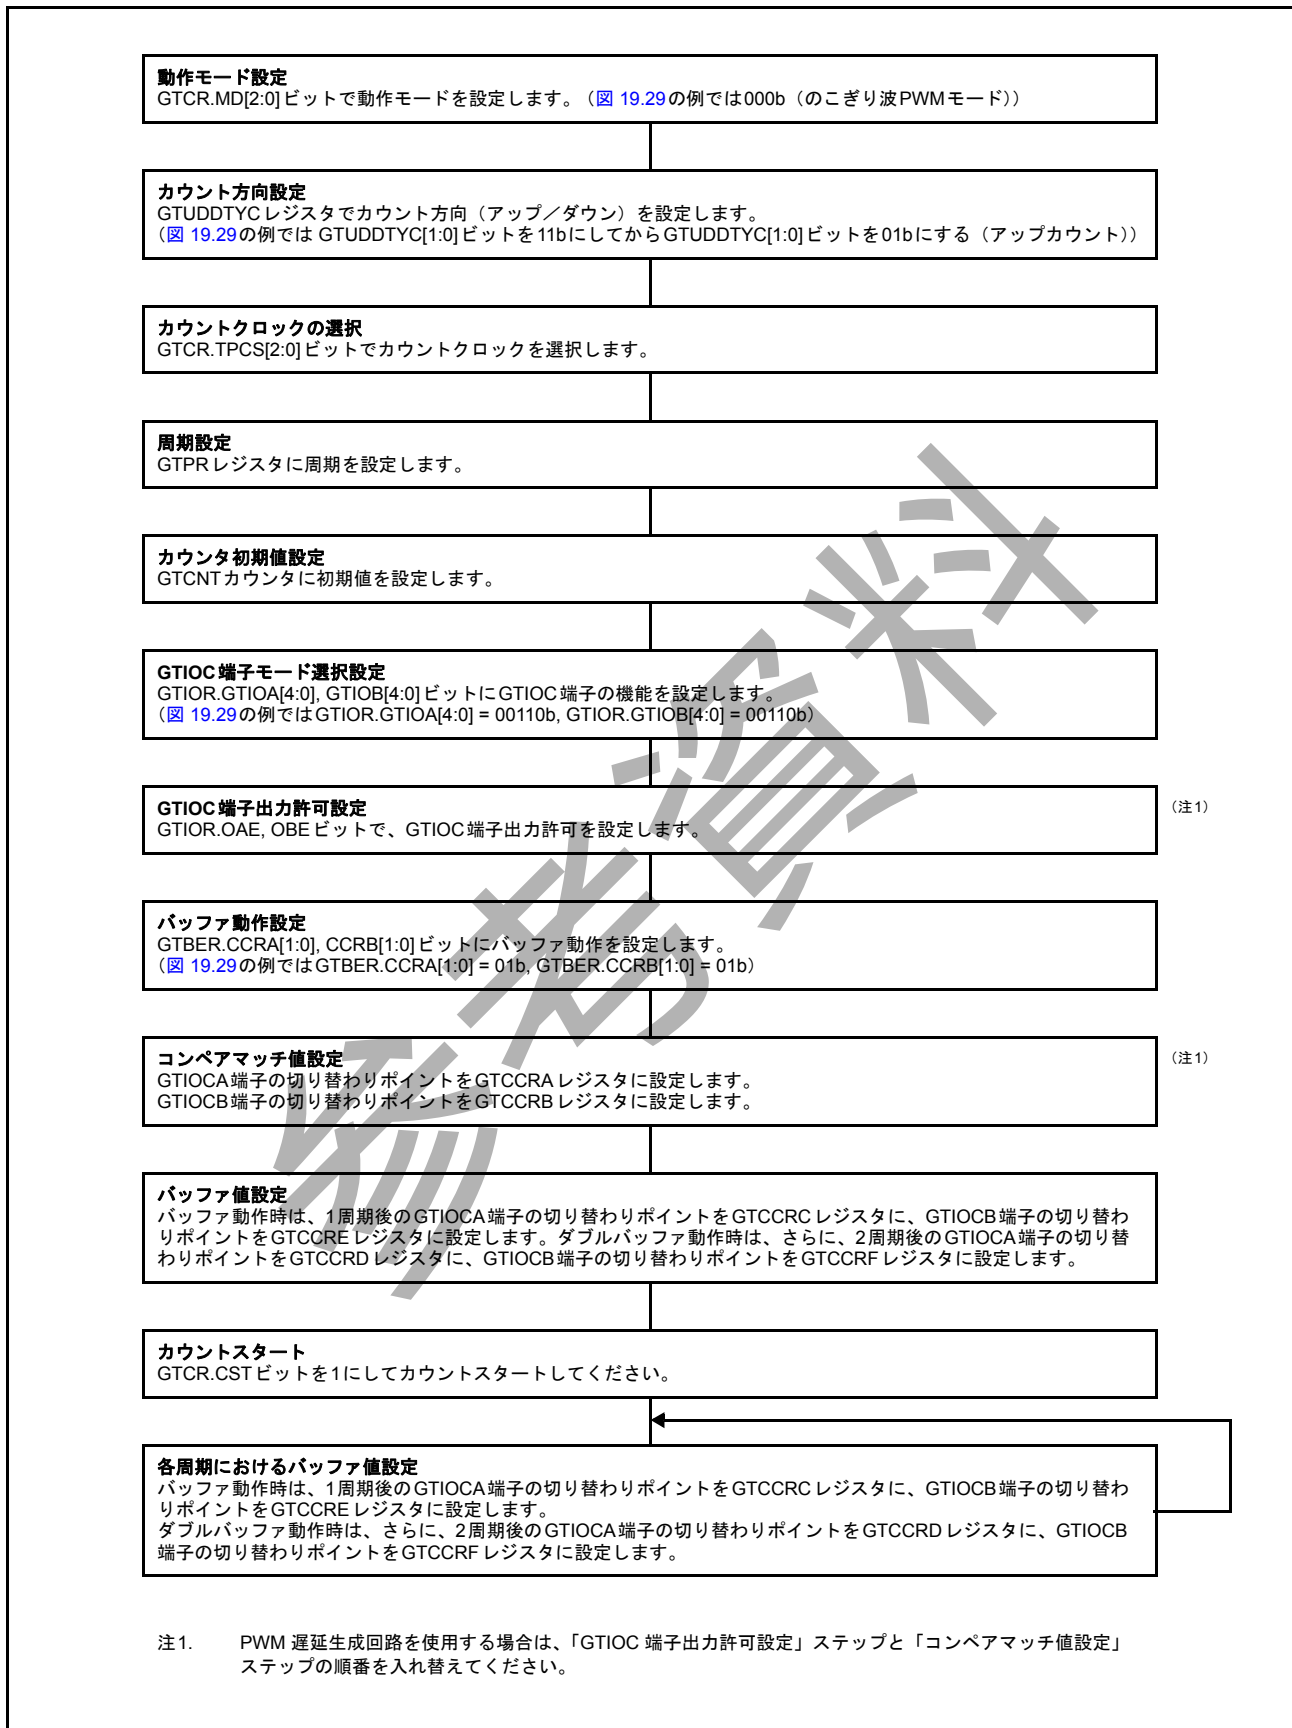 動作モード設定
GTCR.MD[2:0]ビットで動作モードを設定します。(図 19.29の例では000b(のこぎり波PWMモード))
カウント方向設定
GTUDDTYCレジスタでカウント方向(アップ/ダウン)を設定します。
(図 19.29の例では GTUDDTYC[1:0]ビットを11bにしてからGTUDDTYC[1:0]ビットを01bにする(アップカウント))
カウントクロックの選択
GTCR.TPCS[2:0]ビットでカウントクロックを選択します。
周期設定
GTPRレジスタに周期を設定します。
カウンタ初期値設定
GTCNTカウンタに初期値を設定します。
GTIOC端子モード選択設定
GTIOR.GTIOA[4:0], GTIOB[4:0]ビットにGTIOC端子の機能を設定します。
(図 19.29の例ではGTIOR.GTIOA[4:0] = 00110b, GTIOR.GTIOB[4:0] = 00110b)
GTIOC端子出力許可設定
(注1)
GTIOR.OAE, OBEビットで、GTIOC端子出力許可を設定します。
バッファ動作設定
GTBER.CCRA[1:0], CCRB[1:0]ビットにバッファ動作を設定します。
(図 19.29の例ではGTBER.CCRA[1:0] = 01b, GTBER.CCRB[1:0] = 01b)
コンペアマッチ値設定
(注1)
GTIOCA端子の切り替わりポイントをGTCCRAレジスタに設定します。
GTIOCB端子の切り替わりポイントをGTCCRBレジスタに設定します。
バッファ値設定
バッファ動作時は、1周期後のGTIOCA端子の切り替わりポイントをGTCCRCレジスタに、GTIOCB端子の切り替わ
りポイントをGTCCREレジスタに設定します。ダブルバッファ動作時は、さらに、2周期後のGTIOCA端子の切り替
わりポイントをGTCCRDレジスタに、GTIOCB端子の切り替わりポイントをGTCCRFレジスタに設定します。
カウントスタート
GTCR.CSTビットを1にしてカウントスタートしてください。
各周期におけるバッファ値設定
バッファ動作時は、1周期後のGTIOCA端子の切り替わりポイントをGTCCRCレジスタに、GTIOCB端子の切り替わ
りポイントをGTCCREレジスタに設定します。
ダブルバッファ動作時は、さらに、2周期後のGTIOCA端子の切り替わりポイントをGTCCRDレジスタに、GTIOCB
端子の切り替わりポイントをGTCCRFレジスタに設定します。
注1. PWM 遅延生成回路を使用する場合は、「GTIOC 端子出力許可設定」ステップと「コンペアマッチ値設定」
ステップの順番を入れ替えてください。
参考資料